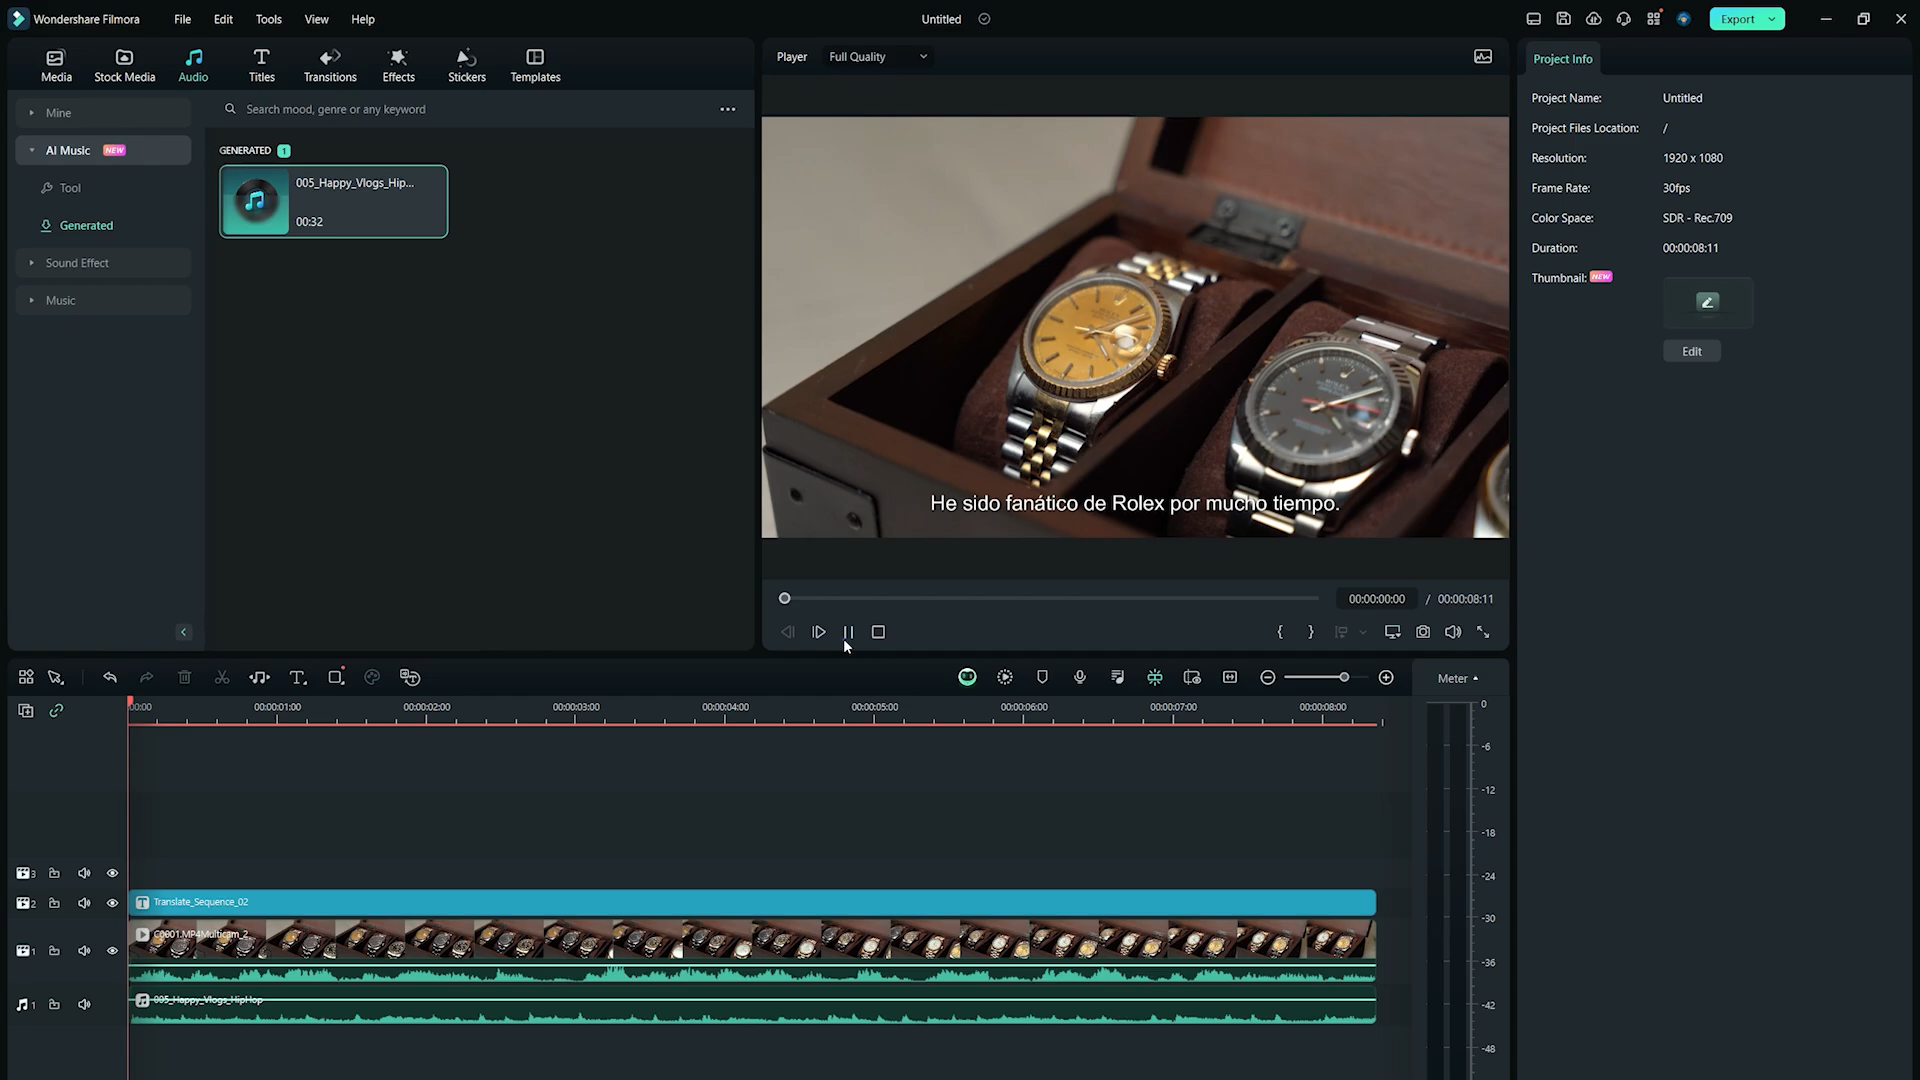 Wondershare Filmora File Edit Tools View Help Untitled Export
Media Stock Media Audio Titles Transitions Effects Stickers Templates
Player Full Quality
Project Info
Mine
Search mood, genre or any keyword
AI Music NEW
GENERATED 1
Tool
005_Happy_Vlogs_Hip...
00:32
Generated
Sound Effect
Music
ROLEX
He sido fanático de Rolex por mucho tiempo.
Project Name: Untitled
Project Files Location: /
Resolution: 1920 x 1080
Frame Rate: 30fps
Color Space: SDR - Rec.709
Duration: 00:00:08:11
Thumbnail: NEW
Edit
00:00:00:00 / 00:00:08:11
{ }
Meter
00:00 00:00:01:00 00:00:02:00 00:00:03:00 00:00:04:00 00:00:05:00 00:00:06:00 00:00:07:00 00:00:08:00
0
-6
-12
-18
-24
-30
-36
-42
-48
3
2 Translate_Sequence_02
C0001.MP4Multicam_2
1
1 005_Happy_Vlogs_HipHop